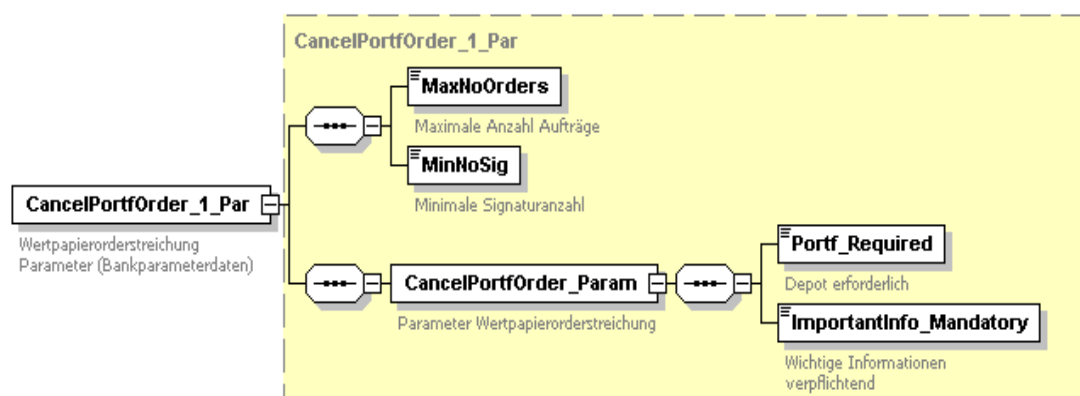 CancelPortfOrder_1_Par
MaxNoOrders
Maximale Anzahl Aufträge
MinNoSig
Minimale Signaturanzahl
CancelPortfOrder_1_Par
Wertpapierorderstreichung
Parameter (Bankparameterdaten)
CancelPortfOrder_Param
Parameter Wertpapierorderstreichung
Portf_Required
Depot erforderlich
ImportantInfo_Mandatory
Wichtige Informationen
verpflichtend